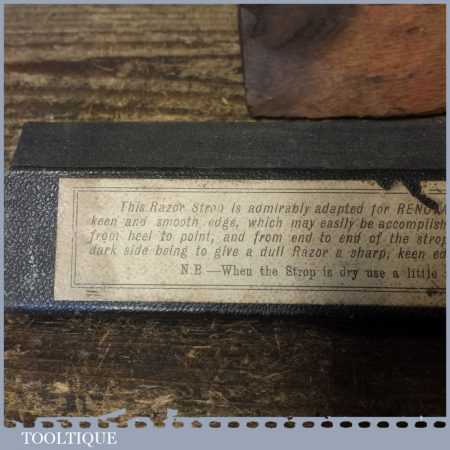 This Razor Strop is admirably adapted for RENOVA
keen and smooth edge, which may easily be accomplish
from heel to point, and from end to end of the strop
dark side being to give a dull Razor a sharp, keen ed
N.B.—When the Strop is dry use a little
TOOLTIQUE